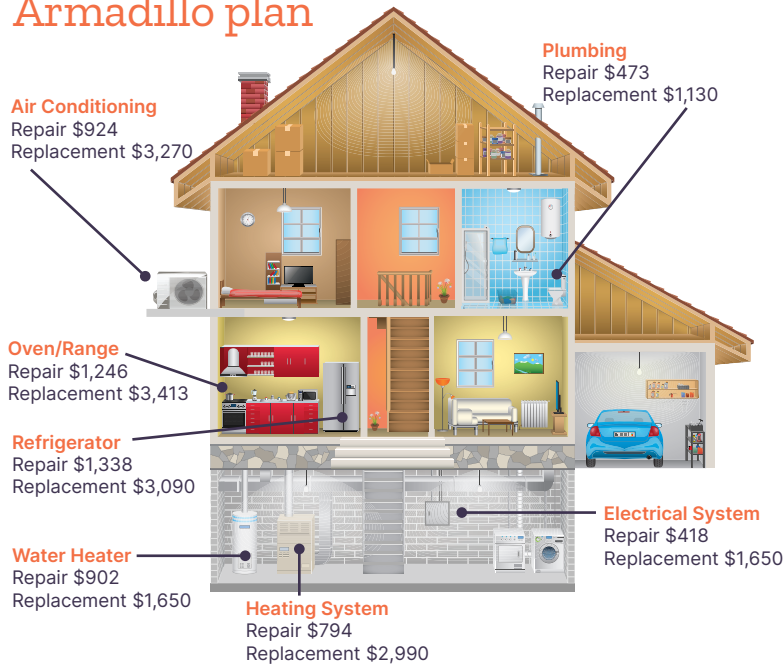 Armadillo plan
Plumbing
Repair $473
Replacement $1,130
Air Conditioning
Repair $924
Replacement $3,270
Oven/Range
Repair $1,246
Replacement $3,413
Refrigerator
Repair $1,338
Replacement $3,090
Electrical System
Repair $418
Replacement $1,650
Water Heater
Repair $902
Replacement $1,650
Heating System
Repair $794
Replacement $2,990